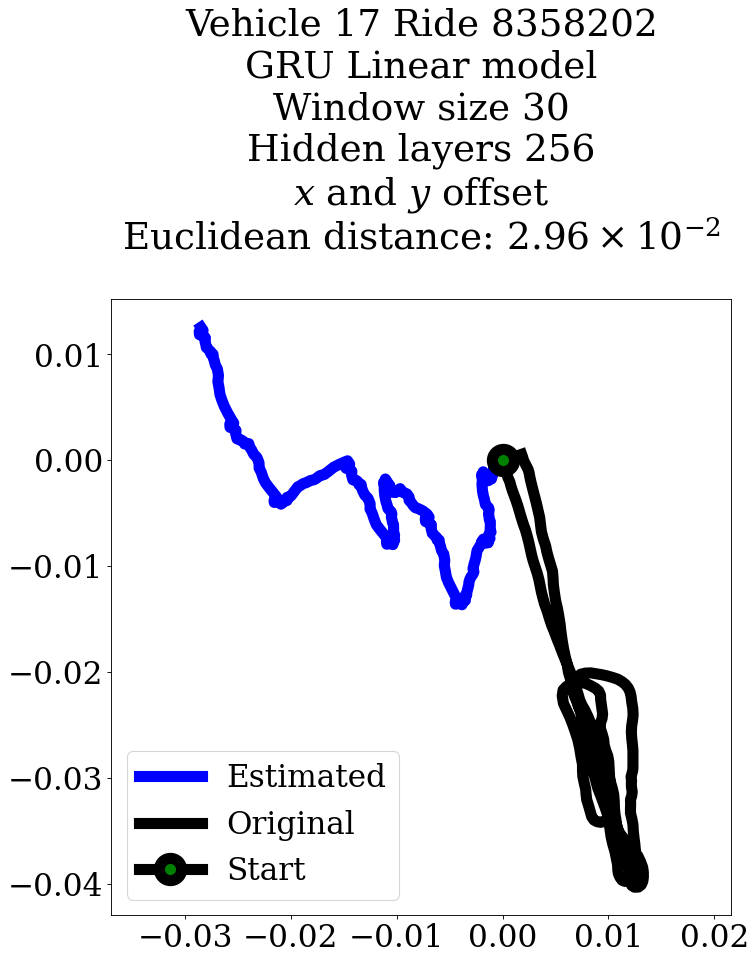 Vehicle 17 Ride 8358202
GRU Linear model
Window size 30
Hidden layers 256
x and y offset
Euclidean distance: 2.96 × 10⁻²
0.01
0.00
−0.01
−0.02
−0.03
−0.04
Estimated
Original
Start
−0.03 −0.02 −0.01 0.00 0.01 0.02